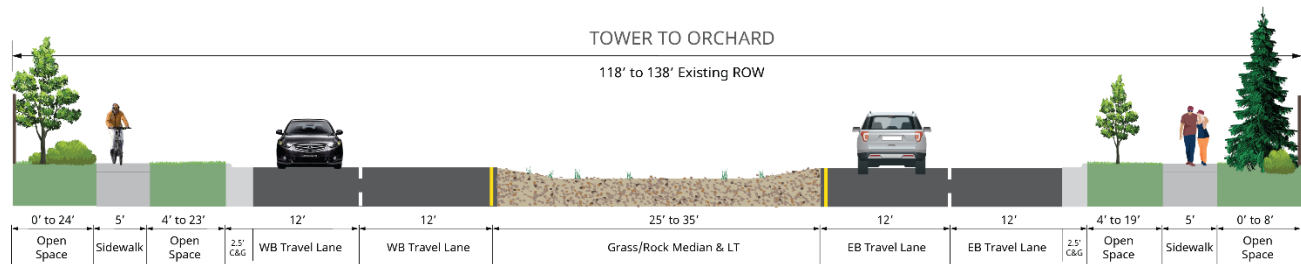 TOWER TO ORCHARD
118’ to 138’ Existing ROW
0’ to 24’
5’
4’ to 23’
12’
12’
25’ to 35’
12’
12’
4’ to 19’
5’
0’ to 8’
Open
Space
Sidewalk
Open
Space
2.5’
C&G
WB Travel Lane
WB Travel Lane
Grass/Rock Median & LT
EB Travel Lane
EB Travel Lane
2.5’
C&G
Open
Space
Sidewalk
Open
Space